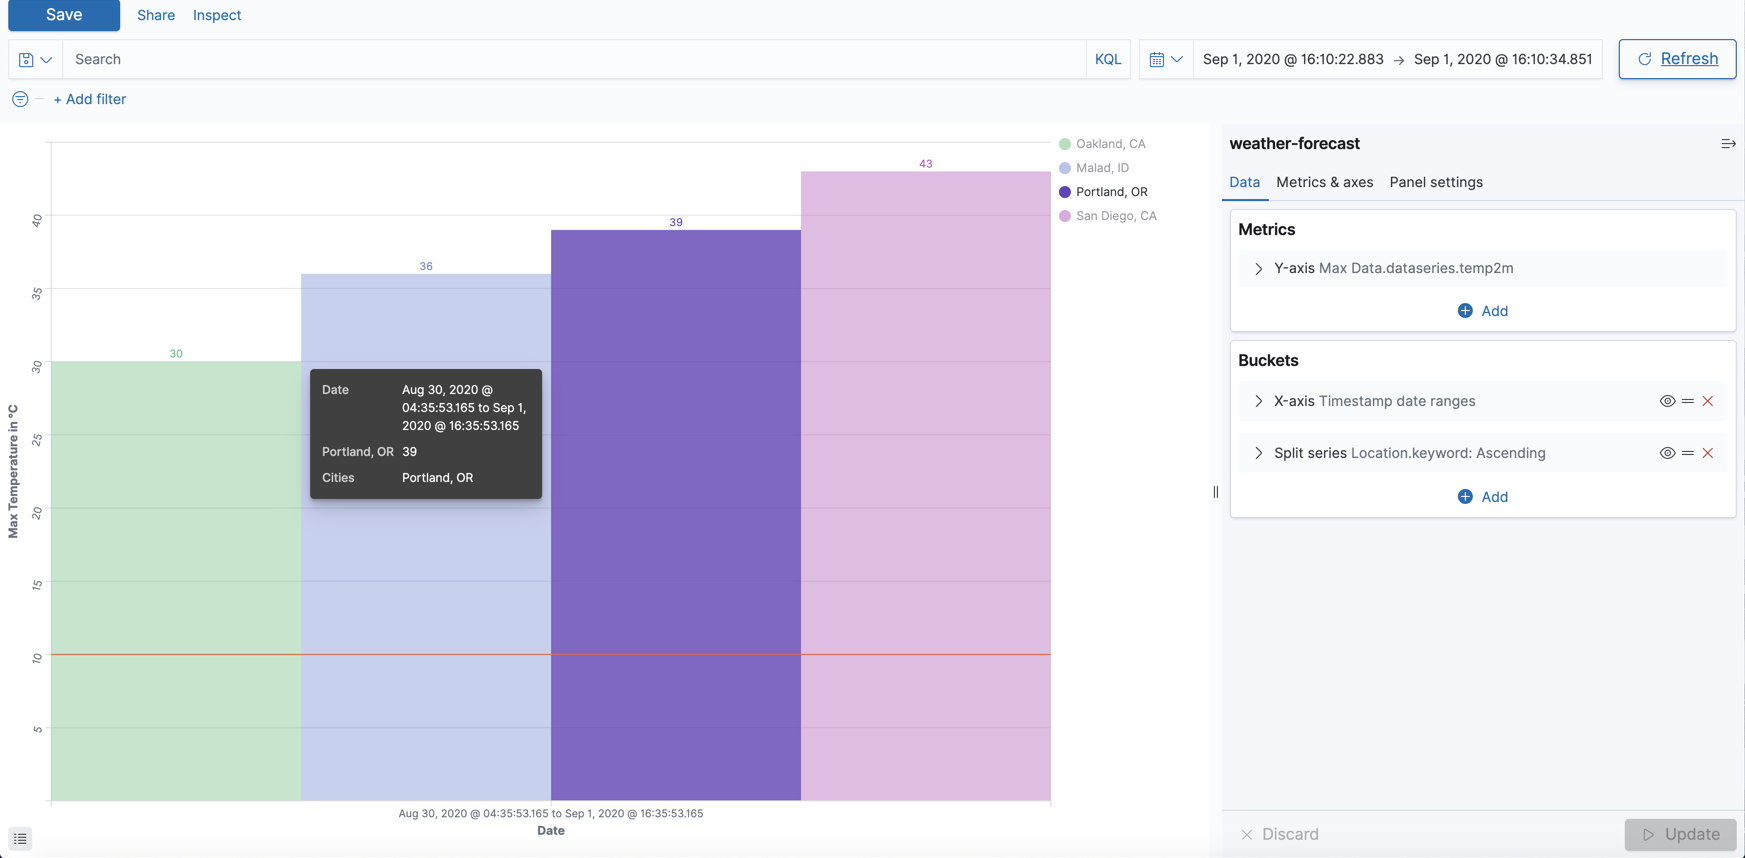 Save Share Inspect
Search KQL Sep 1, 2020 @ 16:10:22.883 → Sep 1, 2020 @ 16:10:34.851 Refresh
+ Add filter
43
39
36
30
40
35
30
25
20
15
10
5
Max Temperature in °C
Date Aug 30, 2020 @
04:35:53.165 to Sep 1,
2020 @ 16:35:53.165
Portland, OR 39
Cities Portland, OR
Aug 30, 2020 @ 04:35:53.165 to Sep 1, 2020 @ 16:35:53.165
Date
Oakland, CA
Malad, ID
Portland, OR
San Diego, CA
weather-forecast
Data Metrics & axes Panel settings
Metrics
Y-axis Max Data.dataseries.temp2m
Add
Buckets
X-axis Timestamp date ranges
Split series Location.keyword: Ascending
Add
Discard Update